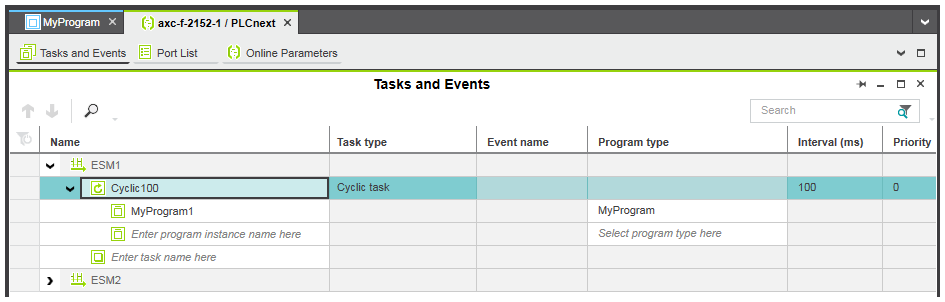 MyProgram axc-f-2152-1 / PLCnext
Tasks and Events Port List Online Parameters
Tasks and Events
Search
Name Task type Event name Program type Interval (ms) Priority
ESM1
Cyclic100 Cyclic task 100 0
MyProgram1 MyProgram
Enter program instance name here Select program type here
Enter task name here
ESM2